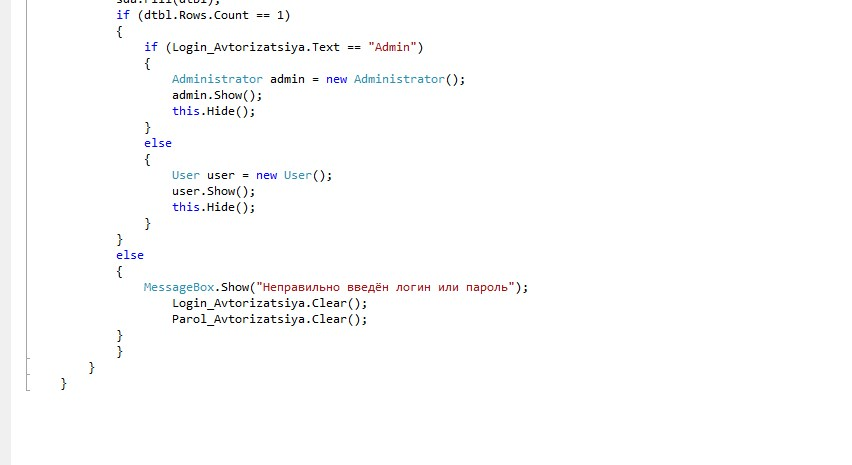 sda.Fill(dtbl);
if (dtbl.Rows.Count == 1)
{
if (Login_Avtorizatsiya.Text == "Admin")
{
Administrator admin = new Administrator();
admin.Show();
this.Hide();
}
else
{
User user = new User();
user.Show();
this.Hide();
}
}
else
{
MessageBox.Show("Неправильно введён логин или пароль");
Login_Avtorizatsiya.Clear();
Parol_Avtorizatsiya.Clear();
}
}
}
}